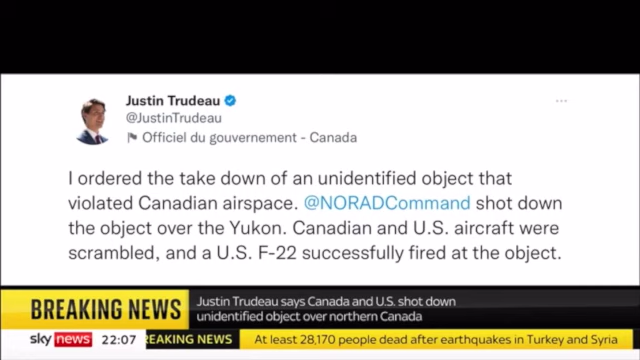 Justin Trudeau
@JustinTrudeau
Officiel du gouvernement - Canada
I ordered the take down of an unidentified object that
violated Canadian airspace. @NORADCommand shot down
the object over the Yukon. Canadian and U.S. aircraft were
scrambled, and a U.S. F-22 successfully fired at the object.
BREAKING NEWS
Justin Trudeau says Canada and U.S. shot down
unidentified object over northern Canada
sky news 22:07 EAKING NEWS At least 28,170 people dead after earthquakes in Turkey and Syria